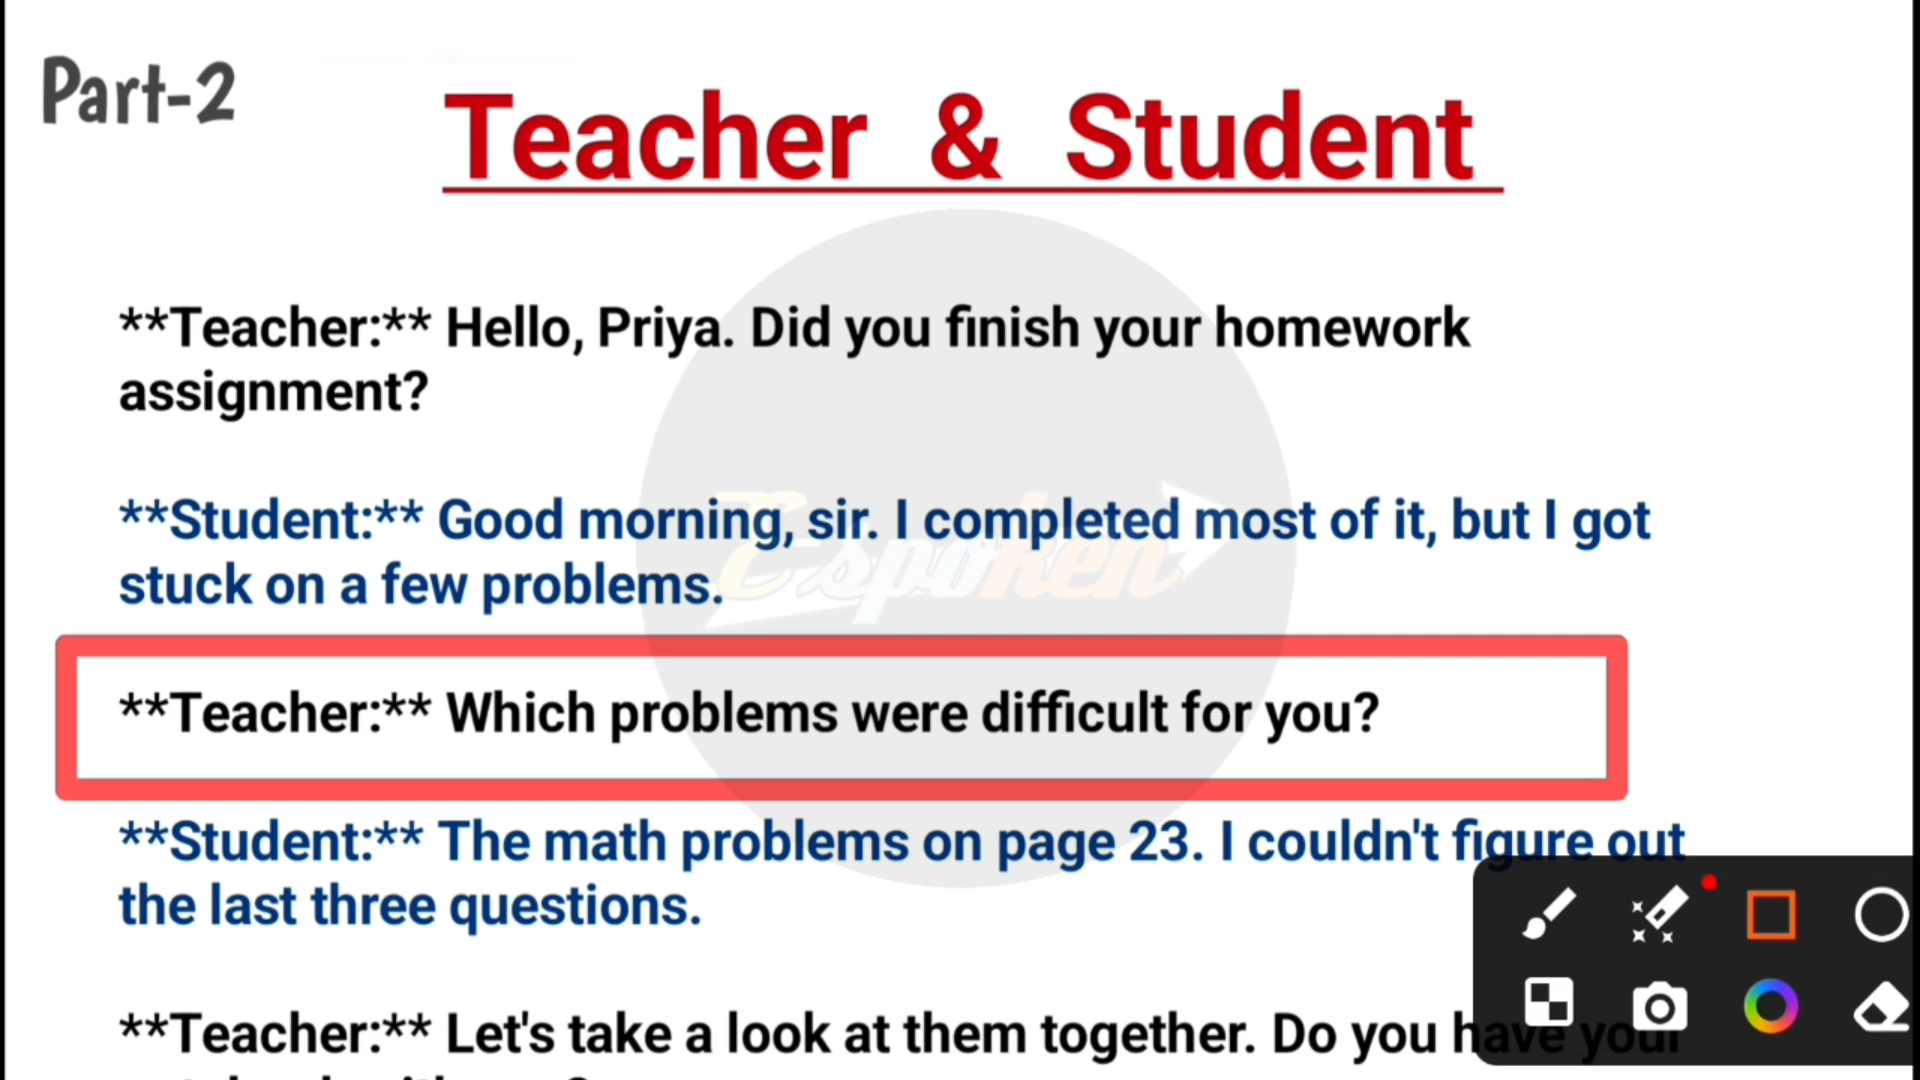 Part-2
Teacher & Student
**Teacher:** Hello, Priya. Did you finish your homework
assignment?
**Student:** Good morning, sir. I completed most of it, but I got
stuck on a few problems.
Espoken
**Teacher:** Which problems were difficult for you?
**Student:** The math problems on page 23. I couldn't figure out
the last three questions.
**Teacher:** Let's take a look at them together. Do you have your